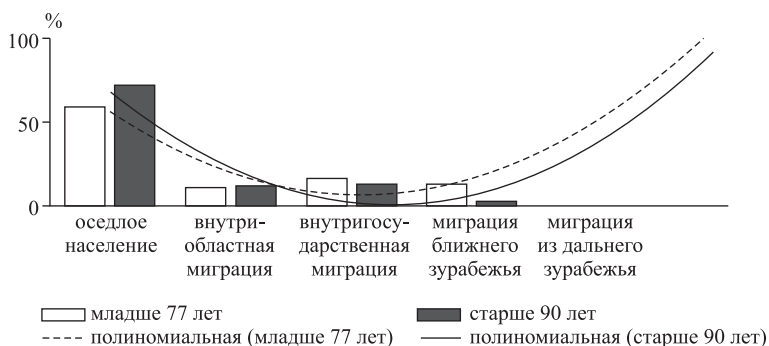 %
100
50
0
оседлое население
внутри-
областная
миграция
внутригосу-
дарственная
миграция
миграция
ближнего
зурабежья
миграция
из дальнего
зурабежья
младше 77 лет
старше 90 лет
полиномиальная (младше 77 лет)
полиномиальная (старше 90 лет)